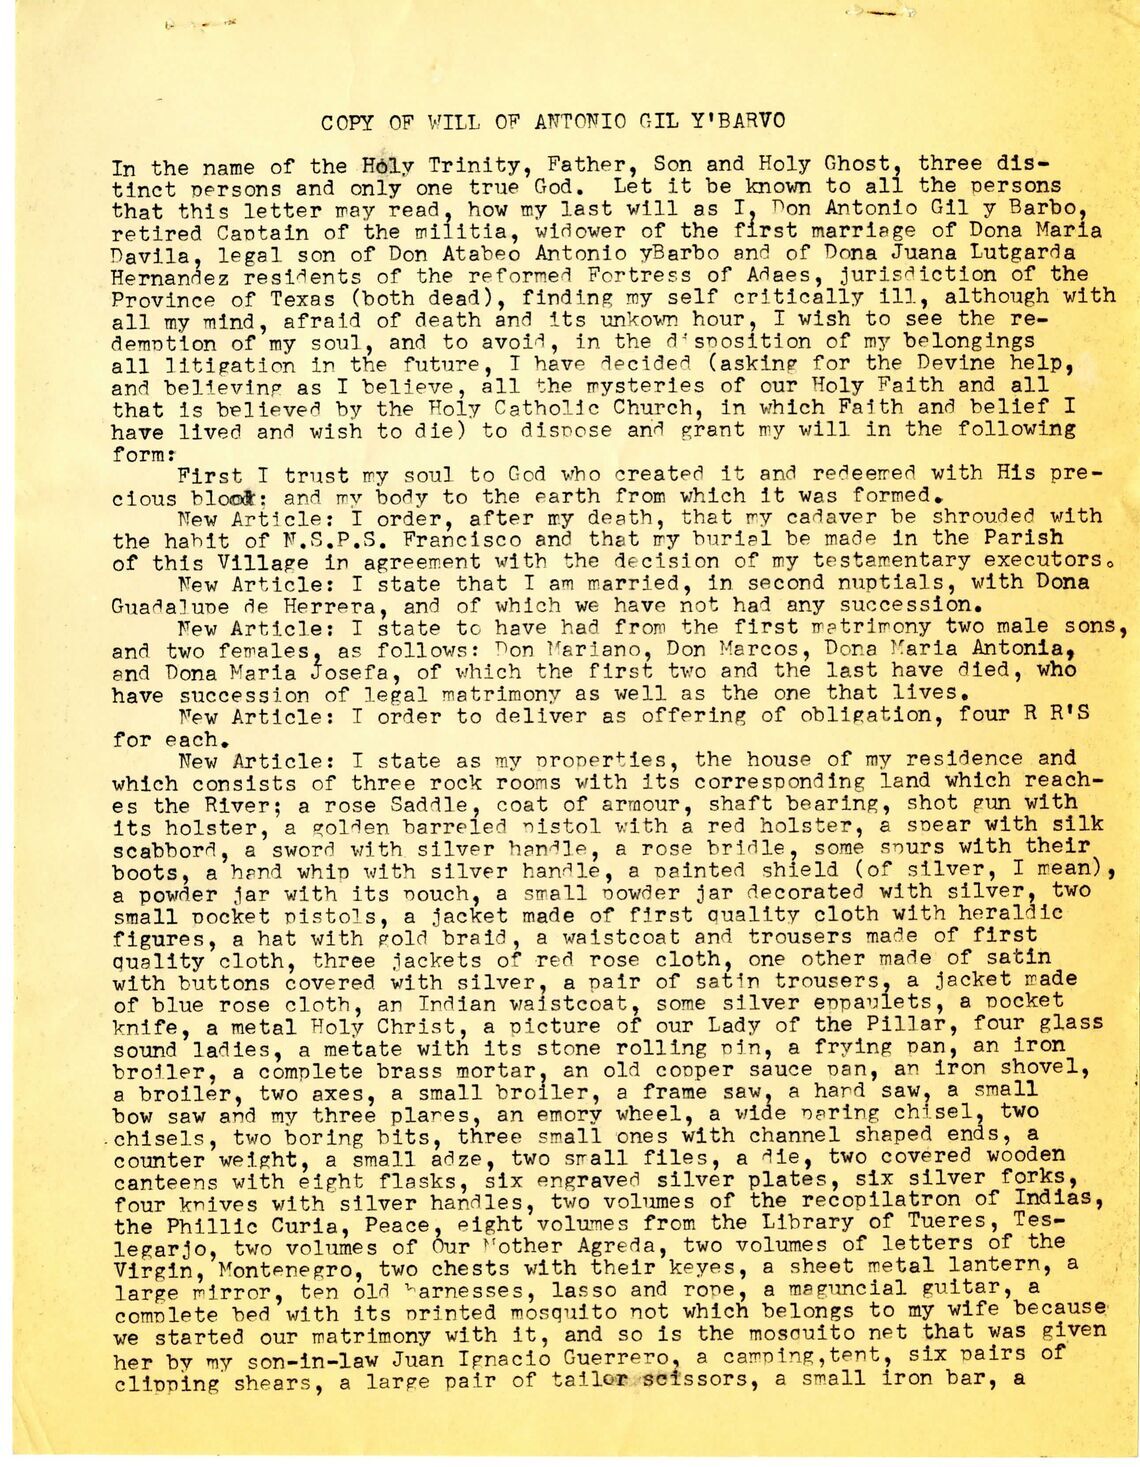 COPY OF WILL OF ANTONIO GIL Y'BARVO
In the name of the Holy Trinity, Father, Son and Holy Ghost, three dis-
tinct persons and only one true God. Let it be known to all the persons
that this letter may read, how my last will as I, Don Antonio Gil y Barbo,
retired Captain of the militia, widower of the first marriage of Dona Maria
Davila, legal son of Don Atabeo Antonio yBarbo and of Dona Juana Lutgarda
Hernandez residents of the reformed Fortress of Adaes, jurisdiction of the
Province of Texas (both dead), finding my self critically ill, although with
all my mind, afraid of death and its unkown hour, I wish to see the re-
demption of my soul, and to avoid, in the disposition of my belongings
all litigation in the future, I have decided (asking for the Devine help,
and believing as I believe, all the mysteries of our Holy Faith and all
that is believed by the Holy Catholic Church, in which Faith and belief I
have lived and wish to die) to dispose and grant my will in the following
form:
First I trust my soul to God who created it and redeemed with His pre-
cious blood: and my body to the earth from which it was formed.
New Article: I order, after my death, that my cadaver be shrouded with
the habit of N.S.P.S. Francisco and that my burial be made in the Parish
of this Village in agreement with the decision of my testamentary executors.
New Article: I state that I am married, in second nuptials, with Dona
Guadalupe de Herrera, and of which we have not had any succession.
New Article: I state to have had from the first matrimony two male sons,
and two females, as follows: Don Mariano, Don Marcos, Dona Maria Antonia,
and Dona Maria Josefa, of which the first two and the last have died, who
have succession of legal matrimony as well as the one that lives.
New Article: I order to deliver as offering of obligation, four R R'S
for each.
New Article: I state as my properties, the house of my residence and
which consists of three rock rooms with its corresponding land which reach-
es the River; a rose Saddle, coat of armour, shaft bearing, shot gun with
its holster, a golden barreled pistol with a red holster, a spear with silk
scabbord, a sword with silver handle, a rose bridle, some spurs with their
boots, a hand whip with silver handle, a painted shield (of silver, I mean),
a powder jar with its pouch, a small powder jar decorated with silver, two
small pocket pistols, a jacket made of first quality cloth with heraldic
figures, a hat with gold braid, a waistcoat and trousers made of first
quality cloth, three jackets of red rose cloth, one other made of satin
with buttons covered with silver, a pair of satin trousers, a jacket made
of blue rose cloth, an Indian waistcoat, some silver eppaulets, a pocket
knife, a metal Holy Christ, a picture of our Lady of the Pillar, four glass
sound ladies, a metate with its stone rolling pin, a frying pan, an iron
broiler, a complete brass mortar, an old copper sauce pan, an iron shovel,
a broiler, two axes, a small broiler, a frame saw, a hand saw, a small
bow saw and my three planes, an emory wheel, a wide paring chisel, two
chisels, two boring bits, three small ones with channel shaped ends, a
counter weight, a small adze, two small files, a die, two covered wooden
canteens with eight flasks, six engraved silver plates, six silver forks,
four knives with silver handles, two volumes of the recopilatron of Indias,
the Phillic Curia, Peace, eight volumes from the Library of Tueres, Tes-
legarjo, two volumes of Our Mother Agreda, two volumes of letters of the
Virgin, Montenegro, two chests with their keyes, a sheet metal lantern, a
large mirror, ten old harnesses, lasso and rope, a maguncial guitar, a
complete bed with its printed mosquito not which belongs to my wife because
we started our matrimony with it, and so is the mosquito net that was given
her by my son-in-law Juan Ignacio Guerrero, a camping,tent, six pairs of
clipping shears, a large pair of tailor scissors, a small iron bar, a